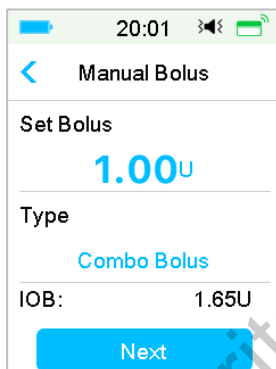 20:01
Manual Bolus
Set Bolus
1.00U
Type
Combo Bolus
IOB: 1.65U
Next